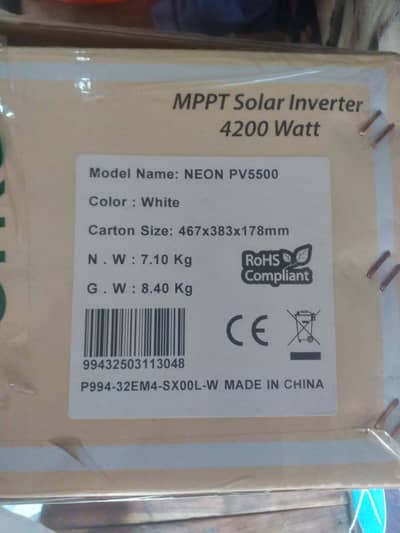 MPPT Solar Inverter
4200 Watt
Model Name: NEON PV5500
Color : White
Carton Size: 467x383x178mm
N . W : 7.10 Kg
G . W : 8.40 Kg
RoHS
Compliant
CE
99432503113048
P994-32EM4-SX00L-W MADE IN CHINA